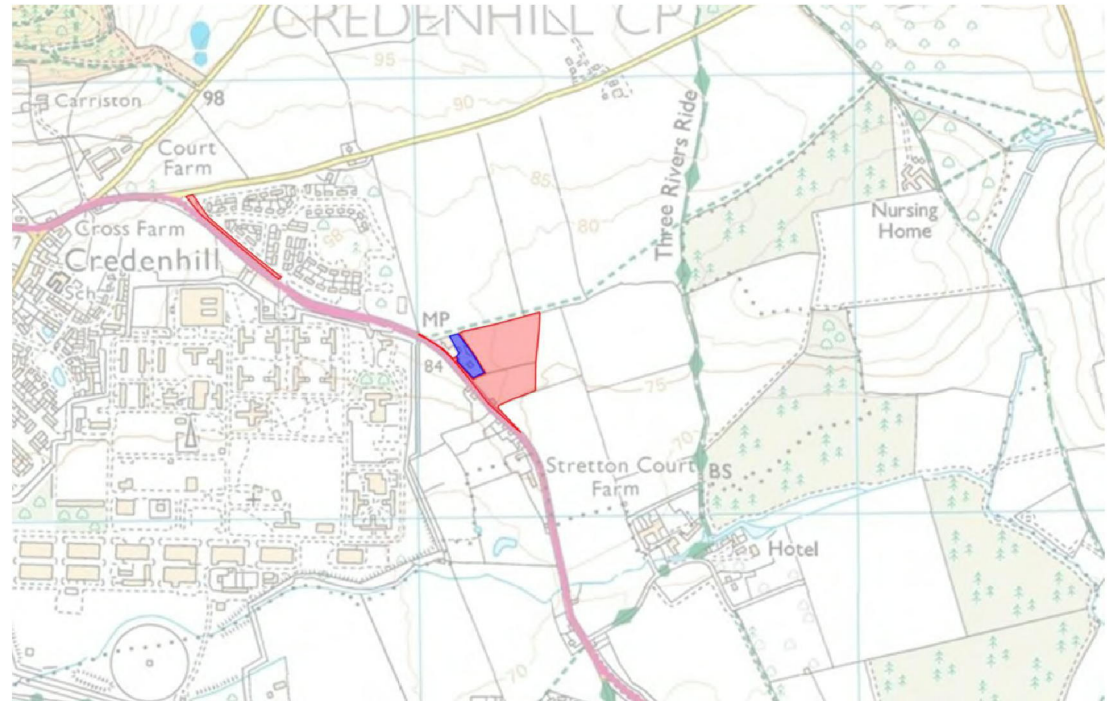 CREDENHILL CP
95
98
Carriston
90
Court
Farm
Three Rivers Ride
85
80
Nursing
Home
Cross Farm
Credenhill
Sch
MP
84
75
70
Stretton Court
Farm
BS
Hotel
70